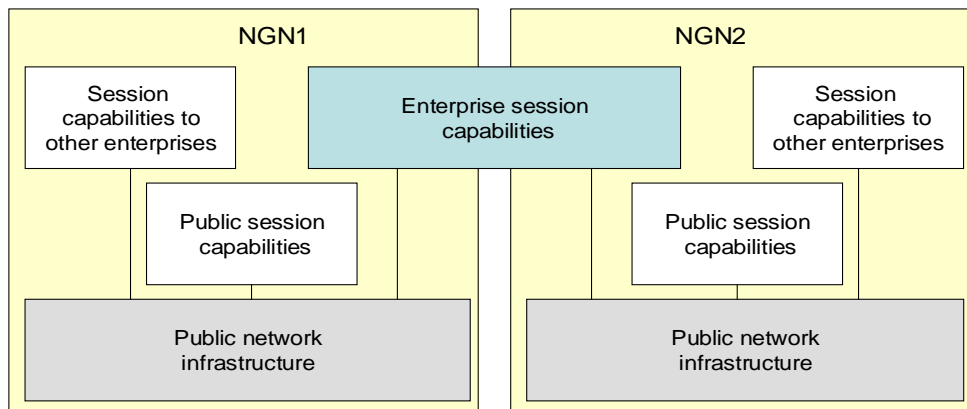 NGN1
NGN2
Session
capabilities to
other enterprises
Enterprise session
capabilities
Session
capabilities to
other enterprises
Public session
capabilities
Public session
capabilities
Public network
infrastructure
Public network
infrastructure